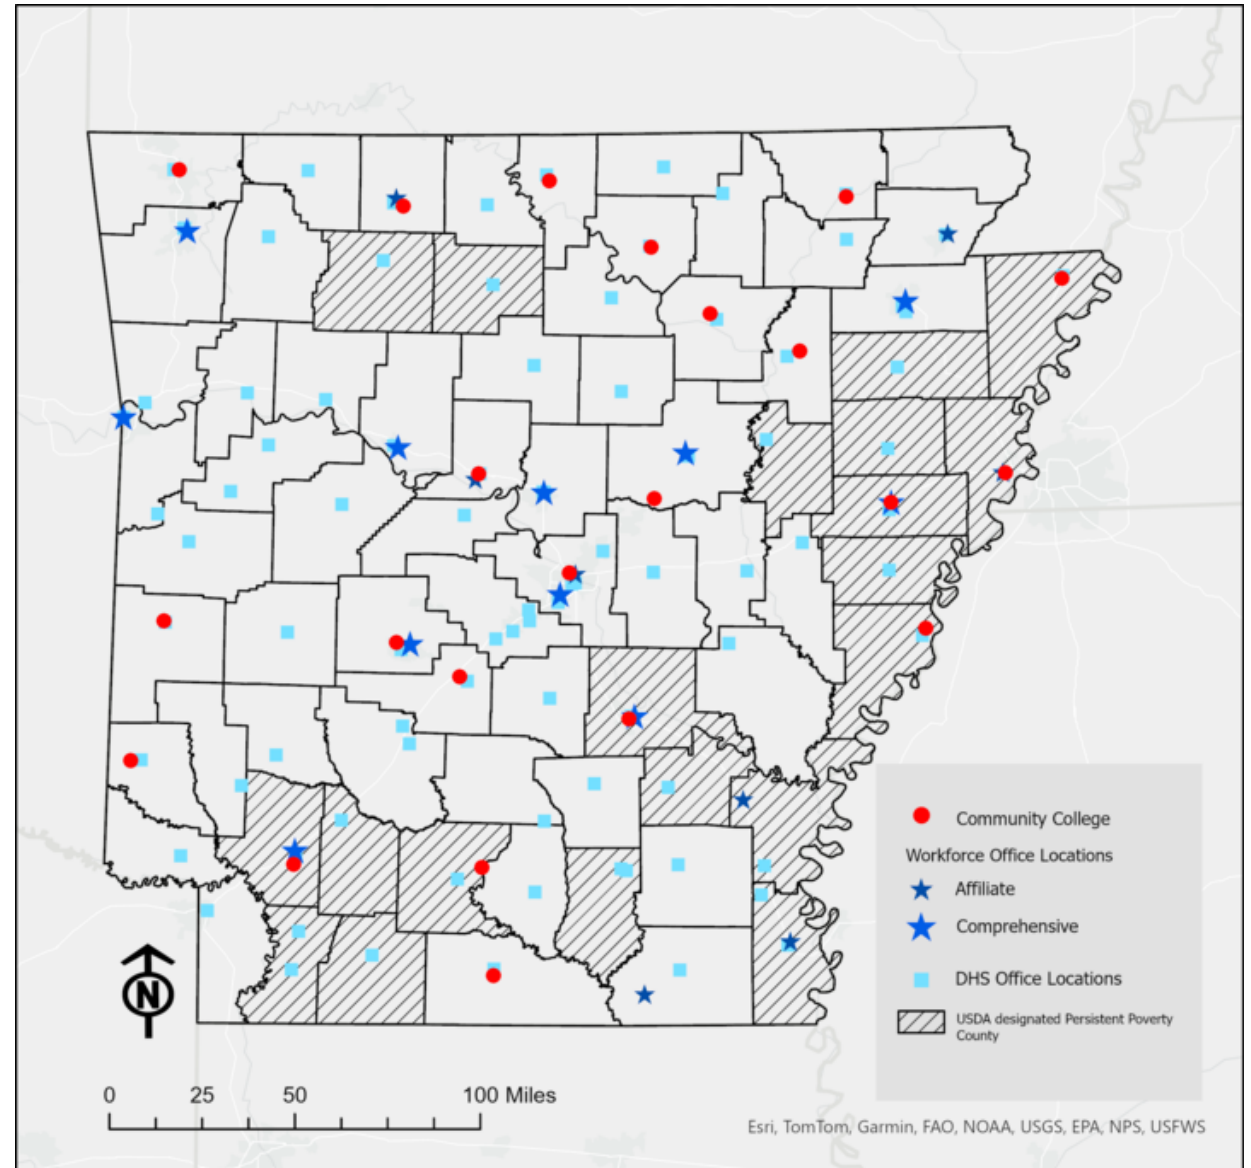 Community College
Workforce Office Locations
Affiliate
Comprehensive
DHS Office Locations
USDA designated Persistent Poverty
County
N
0 25 50 100 Miles
Esri, TomTom, Garmin, FAO, NOAA, USGS, EPA, NPS, USFWS